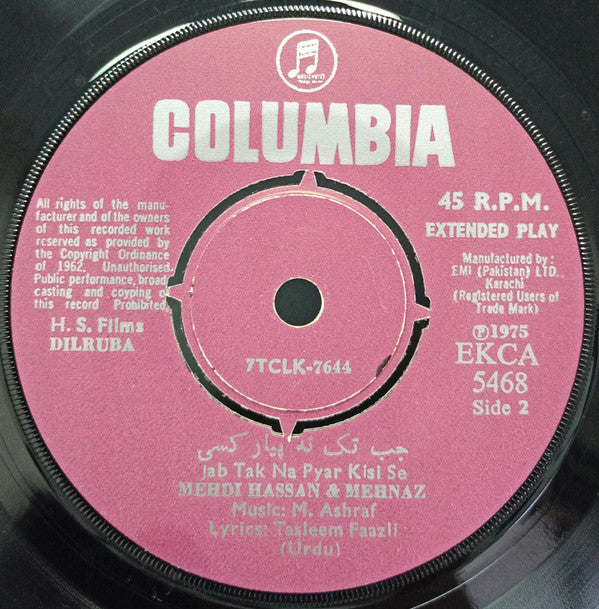 COLUMBIA
All rights of the manu-
facturer and of the owners
of this recorded work
rcserved as provided by
the Copyright Ordinance
of 1962. Unauthorised
Public performance, broad
casting and coyping of
this record Prohibited.
H. S. Films
DILRUBA
45 R.P.M.
EXTENDED PLAY
Manufactured by :
EMI (Pakistan) LTD.
Karachi
(Registered Users of
Trade Mark)
℗1975
EKCA
5468
Side 2
7TCLK-7644
جب تک نہ پیار کسی
Jab Tak Na Pyar Kisi Se
MEHDI HASSAN & MEHNAZ
Music: M. Ashraf
Lyrics: Tasleem Faazli
(Urdu)